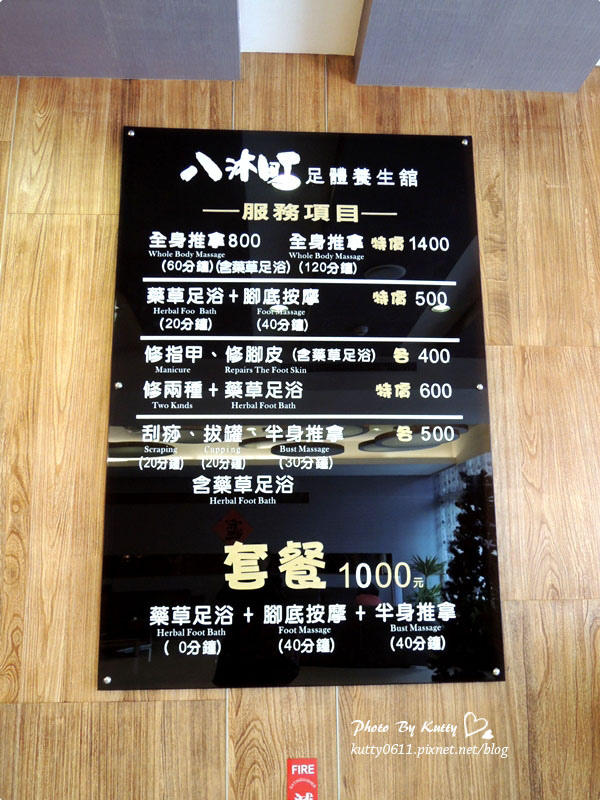 八沐旺 足體養生舘
服務項目
全身推拿800 全身推拿 特價 1400
Whole Body Massage Whole Body Massage
(60分鐘)(含藥草足浴) (120分鐘)
藥草足浴+腳底按摩 特價 500
Herbal Foo Bath Foot Massage
(20分鐘) (40分鐘)
修指甲、修腳皮(含藥草足浴) 各 400
Manicure Repairs The Foot Skin
修兩種+藥草足浴 特價 600
Two Kinds Herbal Foot Bath
刮痧、拔罐、半身推拿 各 500
Scraping Cupping Bust Massage
(20分鐘) (20分鐘) (30分鐘)
含藥草足浴
Herbal Foot Bath
套餐 1000元
藥草足浴 + 腳底按摩 + 半身推拿
Herbal Foot Bath Foot Massage Bust Massage
( 0分鐘) (40分鐘) (40分鐘)
Photo By Kutty
kutty0611.pixnet.net/blog
FIRE